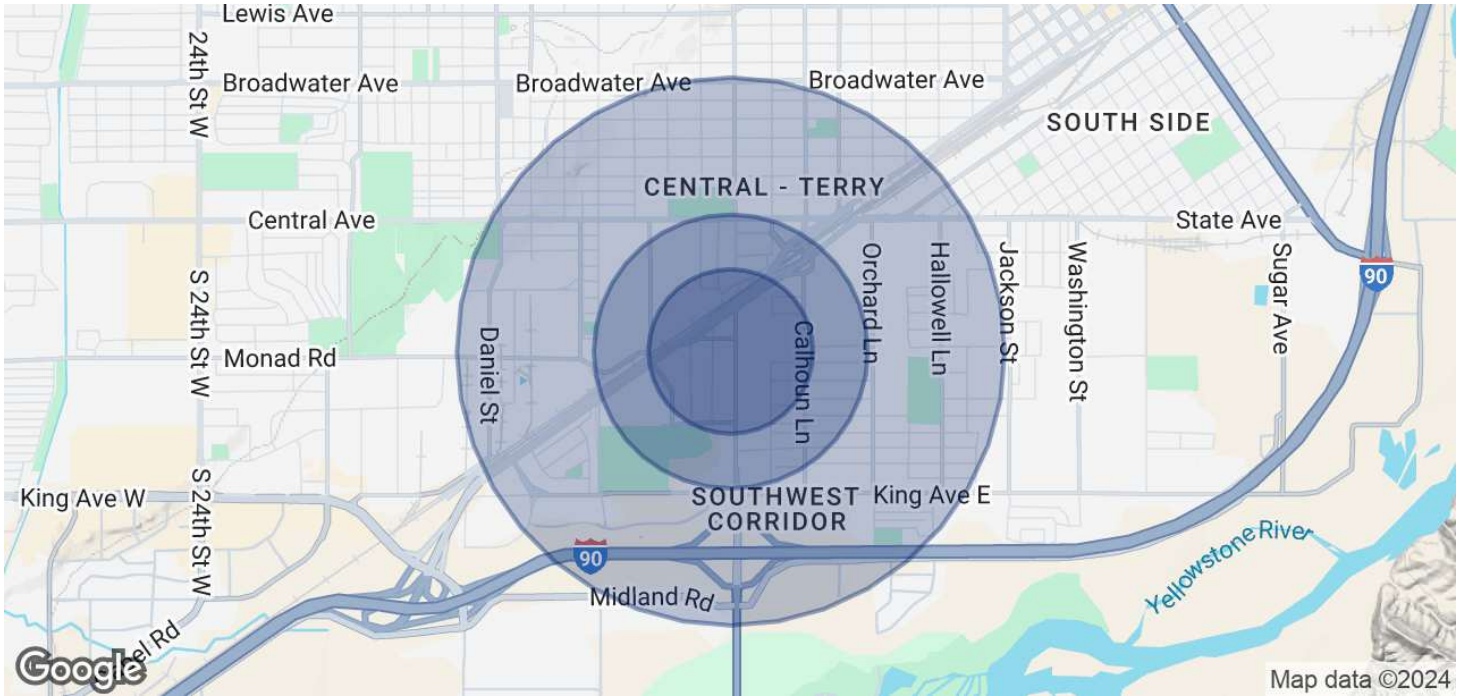 Lewis Ave
24th St W
Broadwater Ave
Broadwater Ave
Broadwater Ave
SOUTH SIDE
CENTRAL - TERRY
Central Ave
State Ave
S 24th St W
Orchard Ln
Hallowell Ln
Jackson St
Washington St
Sugar Ave
90
Monad Rd
Daniel St
Calhoun Ln
S 24th St W
King Ave W
SOUTHWEST
CORRIDOR
King Ave E
90
Midland Rd
Yellowstone River
Rd
Google
Map data ©2024